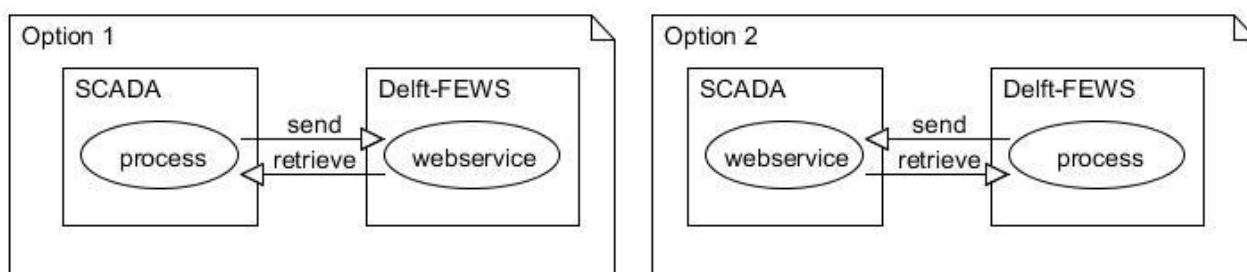 Option 1
SCADA
Delft-FEWS
send
process
retrieve
webservice
Option 2
SCADA
Delft-FEWS
send
webservice
retrieve
process